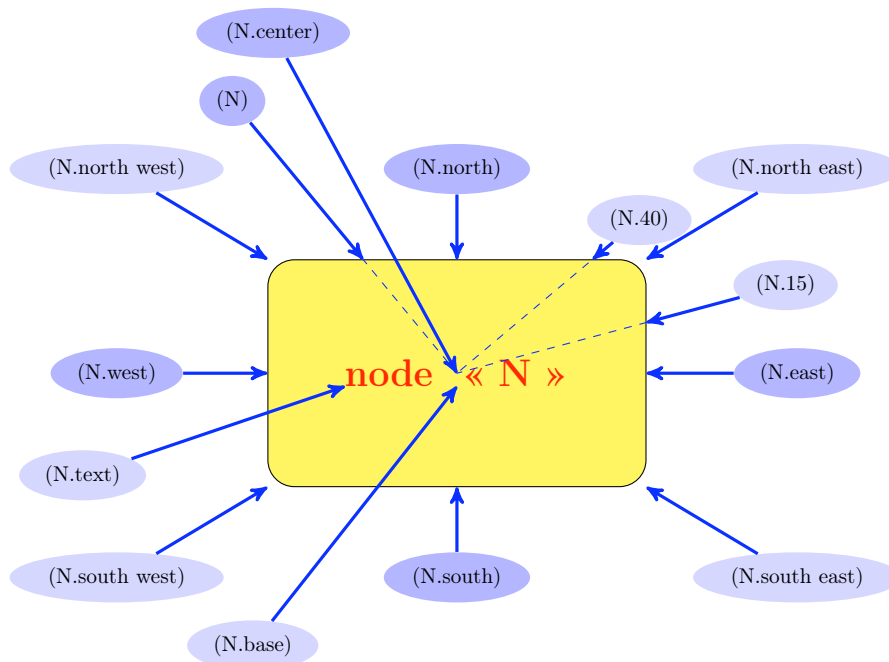 (N.center)
(N)
(N.north west)
(N.north)
(N.north east)
(N.40)
(N.15)
(N.west)
node « N »
(N.east)
(N.text)
(N.south west)
(N.south)
(N.south east)
(N.base)